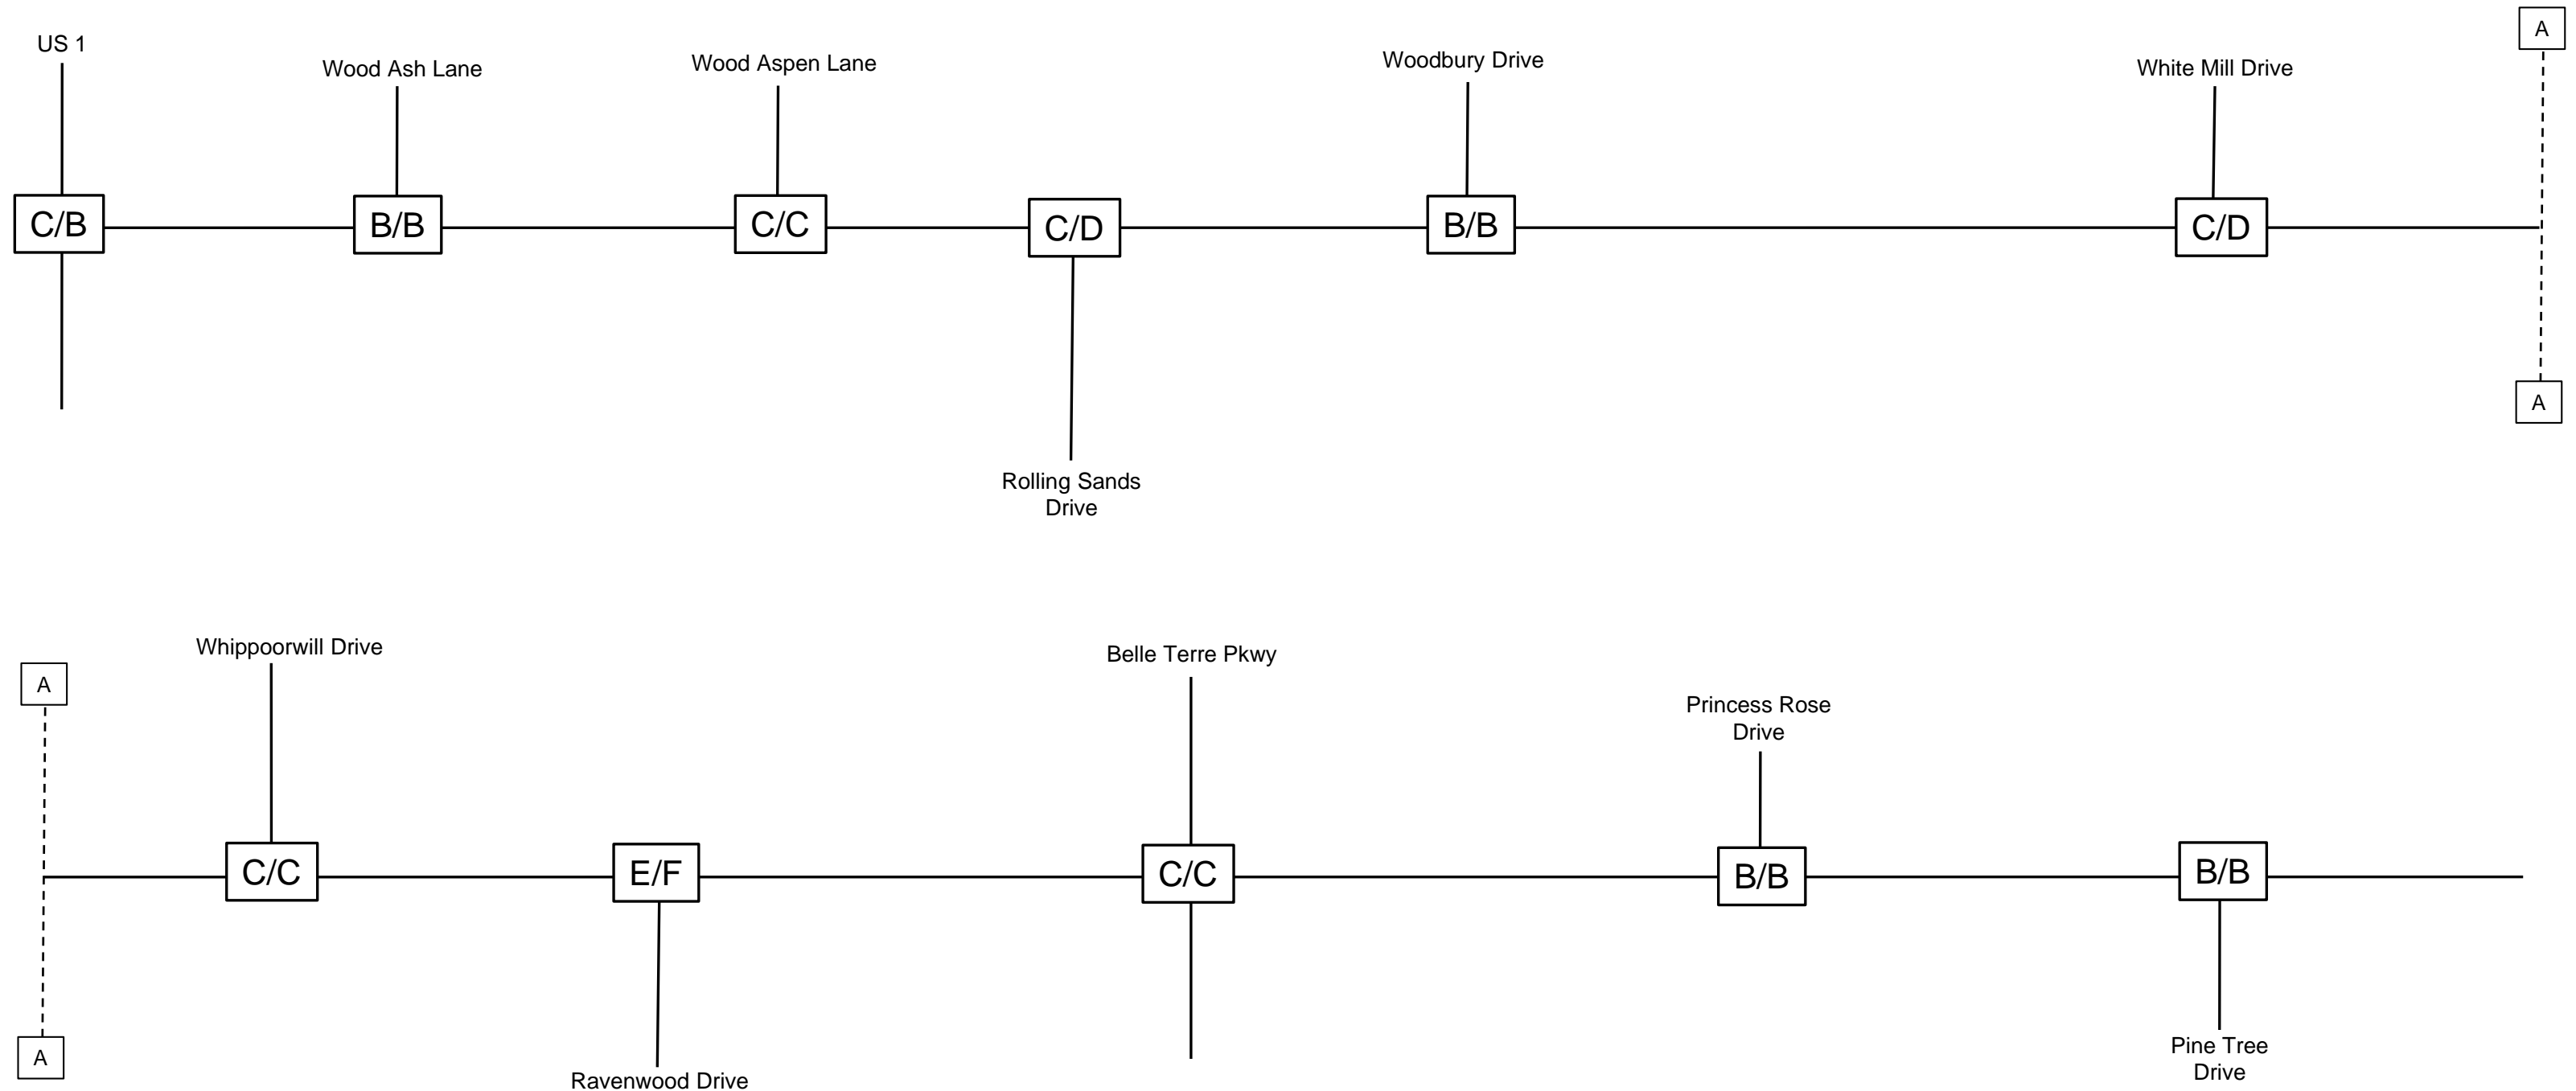 US 1
Wood Ash Lane
Wood Aspen Lane
Woodbury Drive
White Mill Drive
A
C/B
B/B
C/C
C/D
B/B
C/D
A
Rolling Sands
Drive
Whippoorwill Drive
Belle Terre Pkwy
A
Princess Rose
Drive
C/C
E/F
C/C
B/B
B/B
A
Ravenwood Drive
Pine Tree
Drive